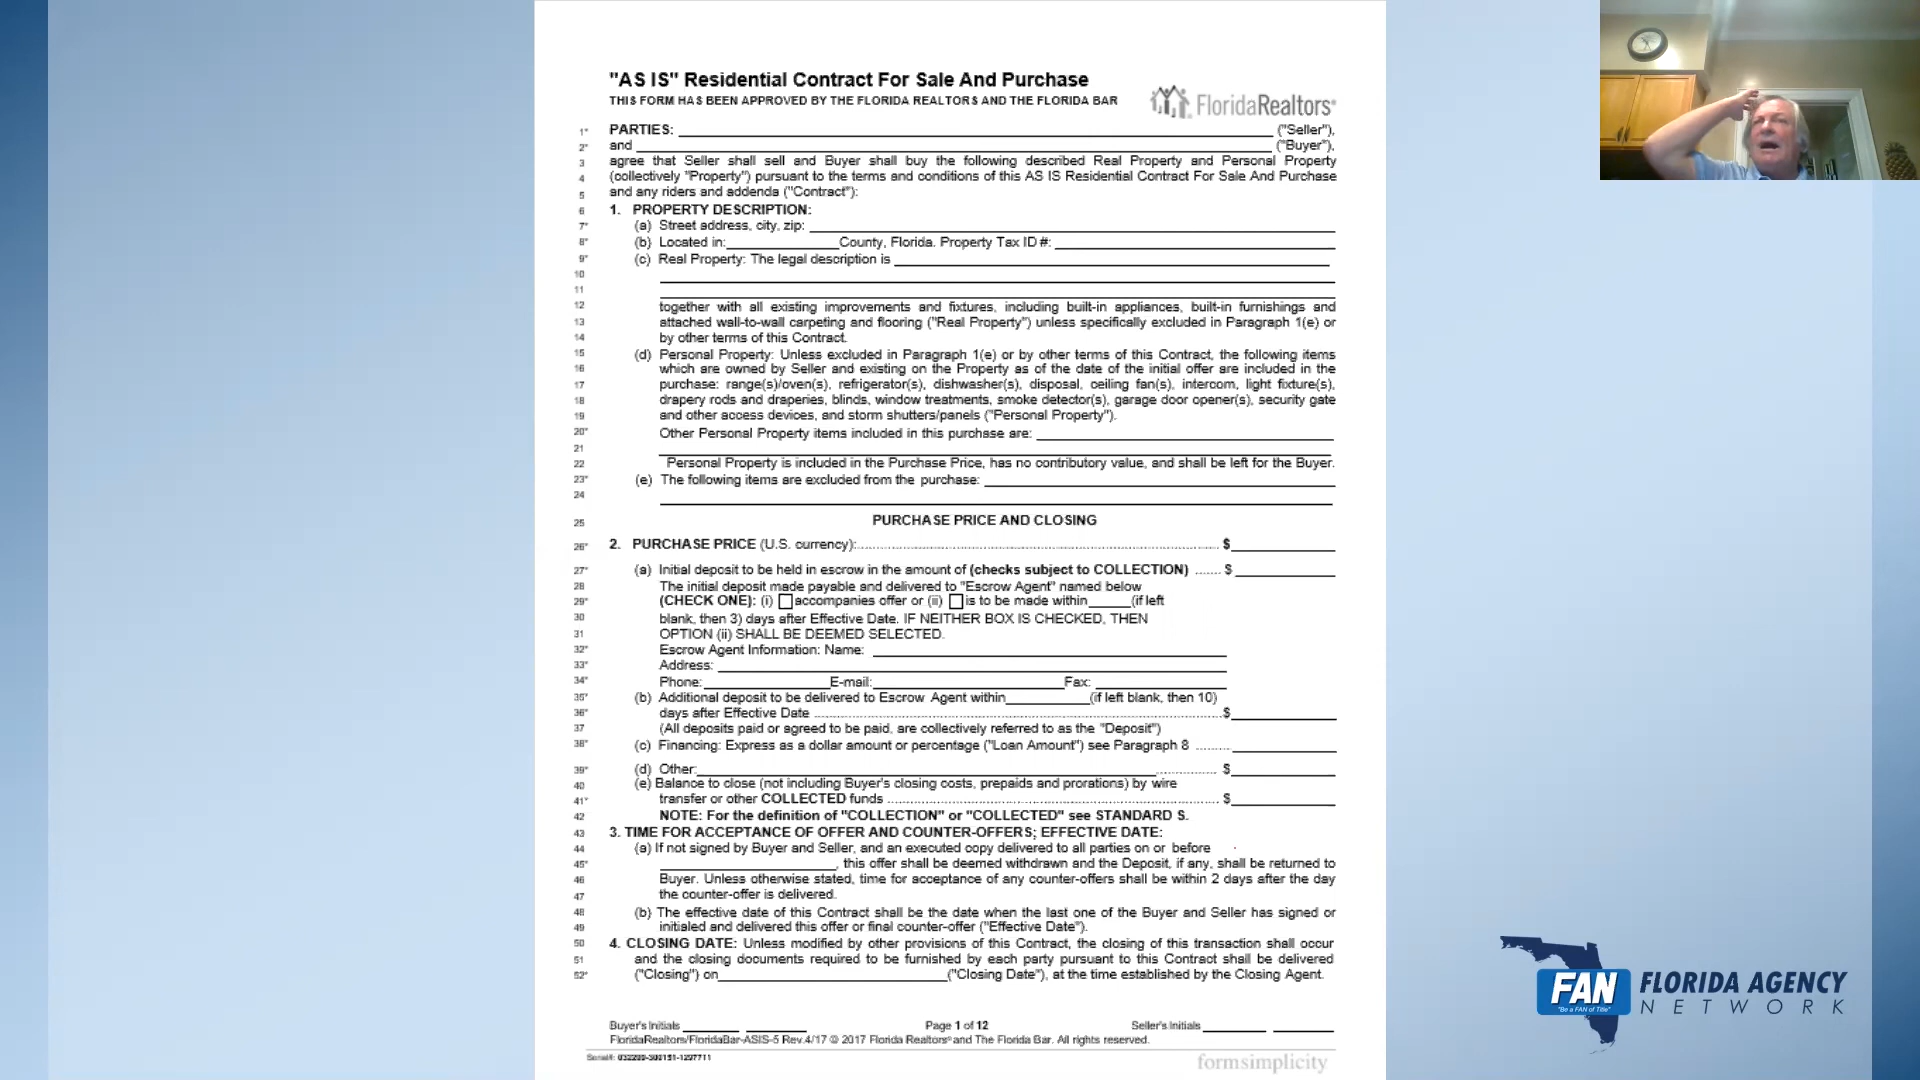 "AS IS" Residential Contract For Sale And Purchase
THIS FORM HAS BEEN APPROVED BY THE FLORIDA REALTORS AND THE FLORIDA BAR
FloridaRealtors®
1* PARTIES: ("Seller"),
2* and ("Buyer"),
3 agree that Seller shall sell and Buyer shall buy the following described Real Property and Personal Property
4 (collectively "Property") pursuant to the terms and conditions of this AS IS Residential Contract For Sale And Purchase
5 and any riders and addenda ("Contract"):
6 1. PROPERTY DESCRIPTION:
7* (a) Street address, city, zip:
8* (b) Located in: County, Florida. Property Tax ID #:
9* (c) Real Property: The legal description is
10
11
12 together with all existing improvements and fixtures, including built-in appliances, built-in furnishings and
13 attached wall-to-wall carpeting and flooring ("Real Property") unless specifically excluded in Paragraph 1(e) or
14 by other terms of this Contract.
15 (d) Personal Property: Unless excluded in Paragraph 1(e) or by other terms of this Contract, the following items
16 which are owned by Seller and existing on the Property as of the date of the initial offer are included in the
17 purchase: range(s)/oven(s), refrigerator(s), dishwasher(s), disposal, ceiling fan(s), intercom, light fixture(s),
18 drapery rods and draperies, blinds, window treatments, smoke detector(s), garage door opener(s), security gate
19 and other access devices, and storm shutters/panels ("Personal Property").
20* Other Personal Property items included in this purchase are:
21
22 Personal Property is included in the Purchase Price, has no contributory value, and shall be left for the Buyer.
23* (e) The following items are excluded from the purchase:
24
25 PURCHASE PRICE AND CLOSING
26* 2. PURCHASE PRICE (U.S. currency): $
27* (a) Initial deposit to be held in escrow in the amount of (checks subject to COLLECTION) ....... $
28 The initial deposit made payable and delivered to "Escrow Agent" named below
29* (CHECK ONE): (i) accompanies offer or (ii) is to be made within (if left
30 blank, then 3) days after Effective Date. IF NEITHER BOX IS CHECKED, THEN
31 OPTION (ii) SHALL BE DEEMED SELECTED.
32* Escrow Agent Information: Name:
33* Address:
34* Phone: E-mail: Fax:
35* (b) Additional deposit to be delivered to Escrow Agent within (if left blank, then 10)
36* days after Effective Date $
37 (All deposits paid or agreed to be paid, are collectively referred to as the "Deposit")
38* (c) Financing: Express as a dollar amount or percentage ("Loan Amount") see Paragraph 8 .........
39* (d) Other: $
40 (e) Balance to close (not including Buyer's closing costs, prepaids and prorations) by wire
41* transfer or other COLLECTED funds $
42 NOTE: For the definition of "COLLECTION" or "COLLECTED" see STANDARD S.
43 3. TIME FOR ACCEPTANCE OF OFFER AND COUNTER-OFFERS; EFFECTIVE DATE:
44 (a) If not signed by Buyer and Seller, and an executed copy delivered to all parties on or before
45* , this offer shall be deemed withdrawn and the Deposit, if any, shall be returned to
46 Buyer. Unless otherwise stated, time for acceptance of any counter-offers shall be within 2 days after the day
47 the counter-offer is delivered.
48 (b) The effective date of this Contract shall be the date when the last one of the Buyer and Seller has signed or
49 initialed and delivered this offer or final counter-offer ("Effective Date").
50 4. CLOSING DATE: Unless modified by other provisions of this Contract, the closing of this transaction shall occur
51 and the closing documents required to be furnished by each party pursuant to this Contract shall be delivered
52* ("Closing") on ("Closing Date"), at the time established by the Closing Agent.
Buyer's Initials Page 1 of 12 Seller's Initials
FloridaRealtors/FloridaBar-ASIS-5 Rev.4/17 © 2017 Florida Realtors® and The Florida Bar. All rights reserved.
Serial#: 032200-300151-1297711
formsimplicity
FAN
"Be a FAN of Title"
FLORIDA AGENCY
NETWORK